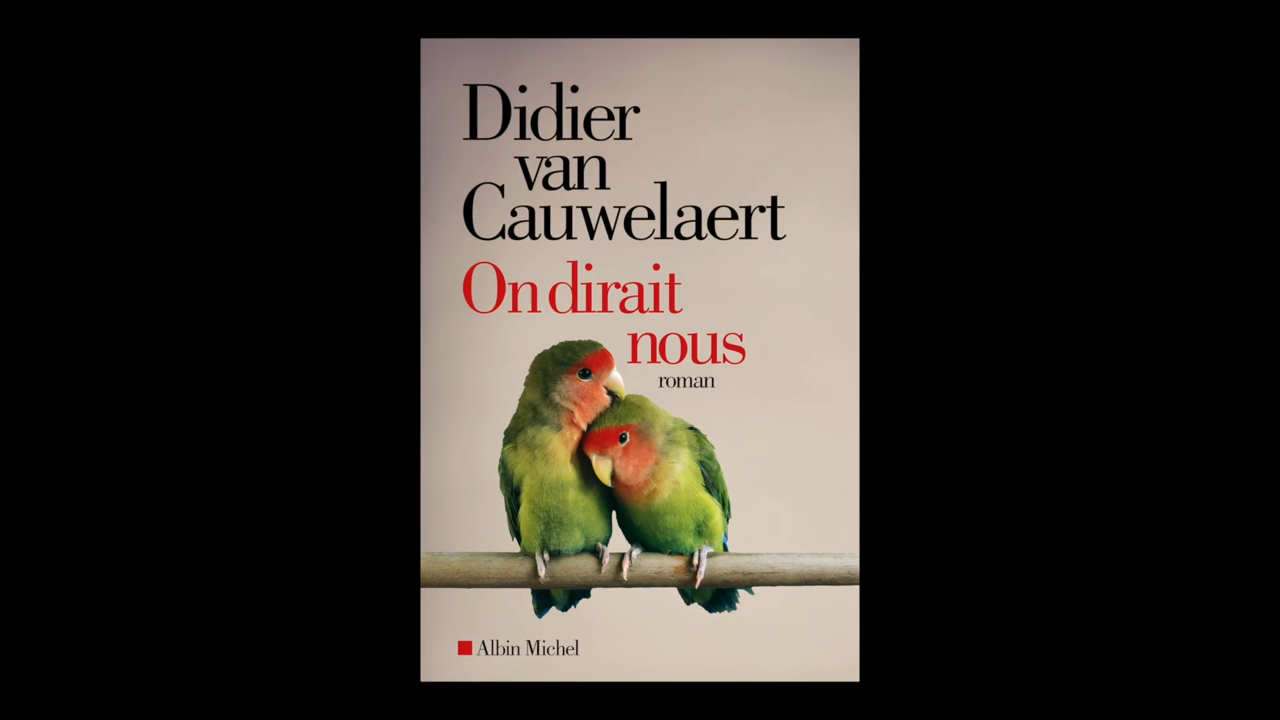 Didier
van
Cauwelaert
On dirait
nous
roman
Albin Michel